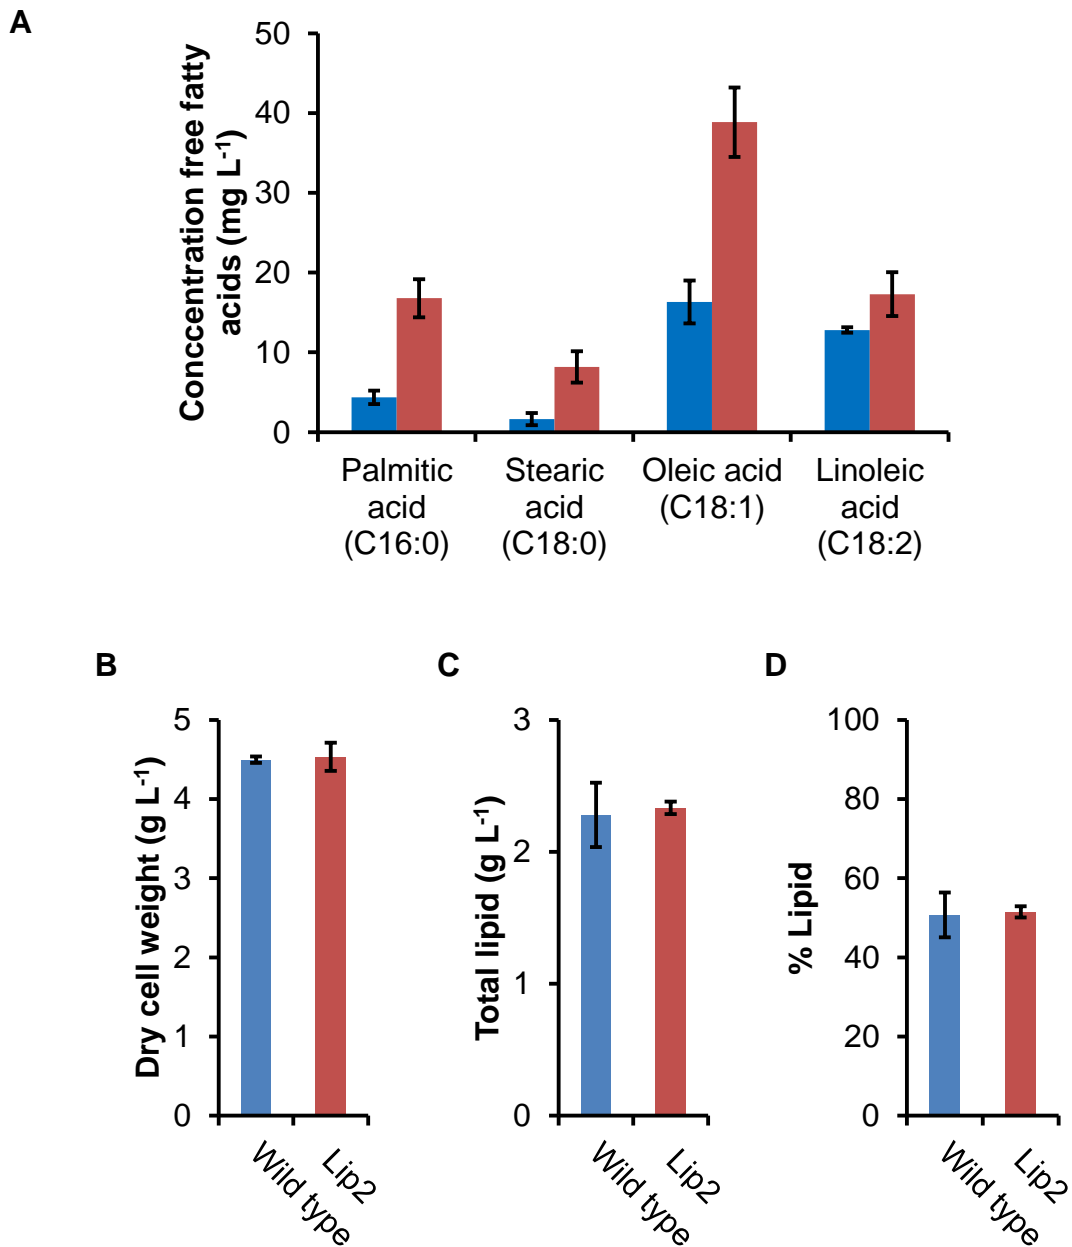 A
Conccentration free fatty
acids (mg L-1)
50
40
30
20
10
0
Palmitic
acid
(C16:0)
Stearic
acid
(C18:0)
Oleic acid
(C18:1)
Linoleic
acid
(C18:2)
B
Dry cell weight (g L-1)
5
4
3
2
1
0
Wild type
Lip2
C
Total lipid (g L-1)
3
2
1
0
Wild type
Lip2
D
% Lipid
100
80
60
40
20
0
Wild type
Lip2